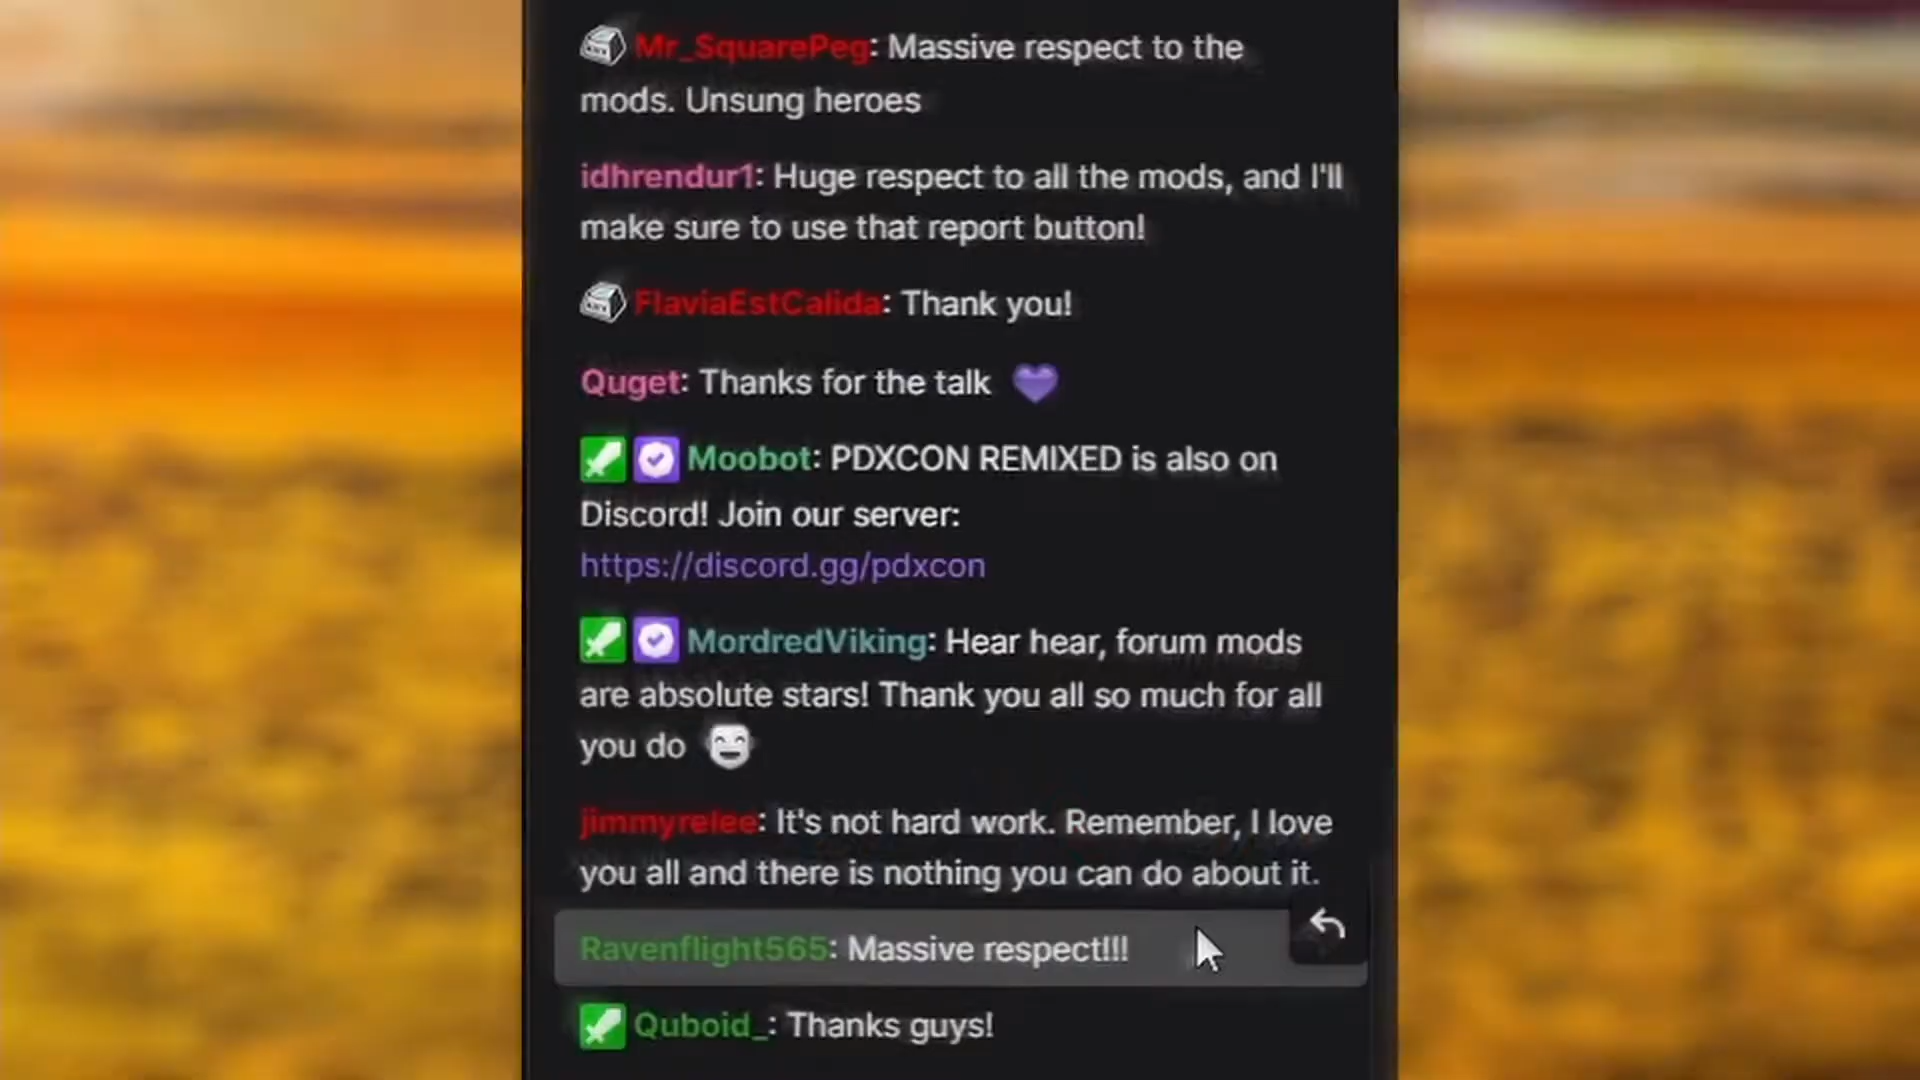 Mr_SquarePeg: Massive respect to the
mods. Unsung heroes
idhrendur1: Huge respect to all the mods, and I'll
make sure to use that report button!
FlaviaEstCalida: Thank you!
Quget: Thanks for the talk
Moobot: PDXCON REMIXED is also on
Discord! Join our server:
https://discord.gg/pdxcon
MordredViking: Hear hear, forum mods
are absolute stars! Thank you all so much for all
you do
jimmyrelee: It's not hard work. Remember, I love
you all and there is nothing you can do about it.
Ravenflight565: Massive respect!!!
Quboid_: Thanks guys!